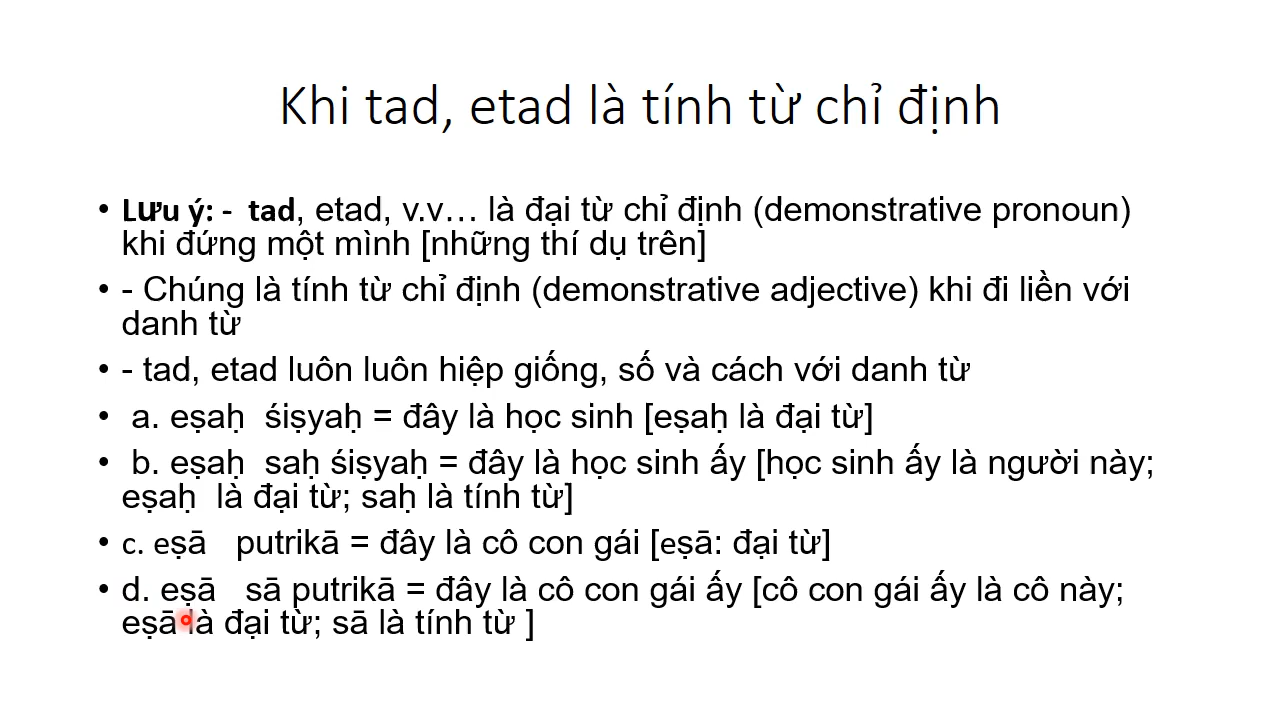 Khi tad, etad là tính từ chỉ định
• Lưu ý: - tad, etad, v.v… là đại từ chỉ định (demonstrative pronoun)
khi đứng một mình [những thí dụ trên]
• - Chúng là tính từ chỉ định (demonstrative adjective) khi đi liền với
danh từ
• - tad, etad luôn luôn hiệp giống, số và cách với danh từ
• a. eṣaḥ śiṣyaḥ = đây là học sinh [eṣaḥ là đại từ]
• b. eṣaḥ saḥ śiṣyaḥ = đây là học sinh ấy [học sinh ấy là người này;
eṣaḥ là đại từ; saḥ là tính từ]
• c. eṣā putrikā = đây là cô con gái [eṣā: đại từ]
• d. eṣā sā putrikā = đây là cô con gái ấy [cô con gái ấy là cô này;
eṣā là đại từ; sā là tính từ ]